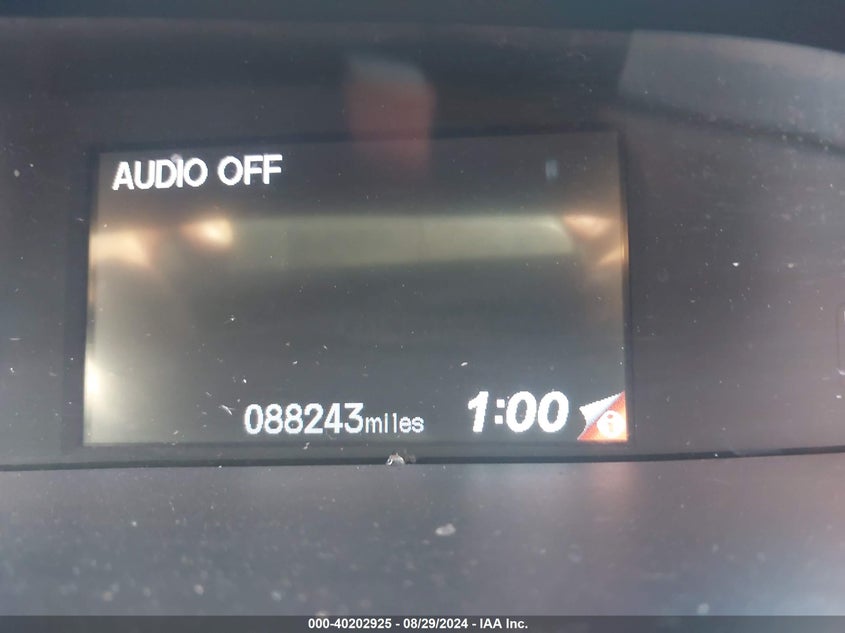 AUDIO OFF
088243miles 1:00
000-40202925 - 08/29/2024 - IAA Inc.